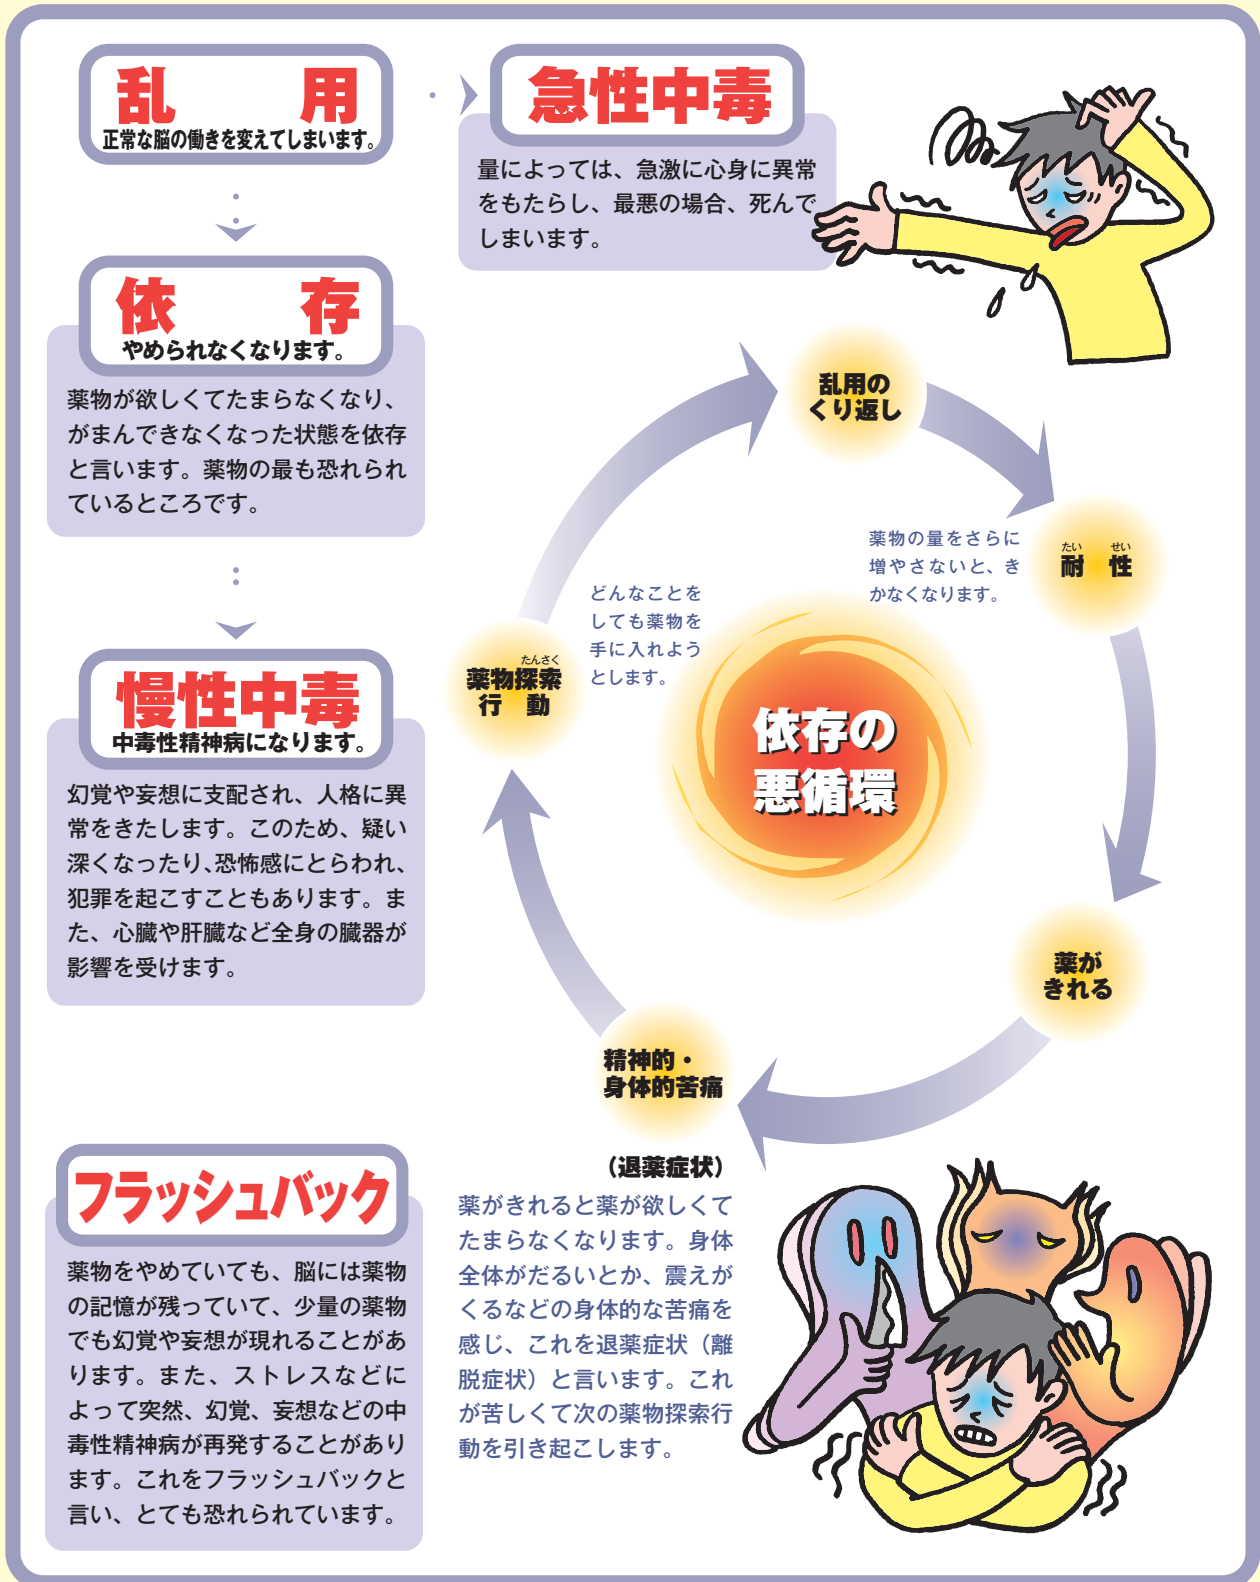 乱用
正常な脳の働きを変えてしまいます。
急性中毒
量によっては、急激に心身に異常
をもたらし、最悪の場合、死んで
しまいます。
依存
やめられなくなります。
薬物が欲しくてたまらなくなり、
がまんできなくなった状態を依存
と言います。薬物の最も恐れられ
ているところです。
慢性中毒
中毒性精神病になります。
幻覚や妄想に支配され、人格に異
常をきたします。このため、疑い
深くなったり、恐怖感にとらわれ、
犯罪を起こすこともあります。ま
た、心臓や肝臓など全身の臓器が
影響を受けます。
フラッシュバック
薬物をやめていても、脳には薬物
の記憶が残っていて、少量の薬物
でも幻覚や妄想が現れることがあ
ります。また、ストレスなどに
よって突然、幻覚、妄想などの中
毒性精神病が再発することがあり
ます。これをフラッシュバックと
言い、とても恐れられています。
依存の
悪循環
乱用の
くり返し
たい せい
耐 性
薬物の量をさらに
増やさないと、き
かなくなります。
薬が
きれる
精神的・
身体的苦痛
(退薬症状)
薬がきれると薬が欲しくて
たまらなくなります。身体
全体がだるいとか、震えが
くるなどの身体的な苦痛を
感じ、これを退薬症状(離
脱症状)と言います。これ
が苦しくて次の薬物探索行
動を引き起こします。
たんさく
薬物探索
行 動
どんなことを
しても薬物を
手に入れよう
とします。